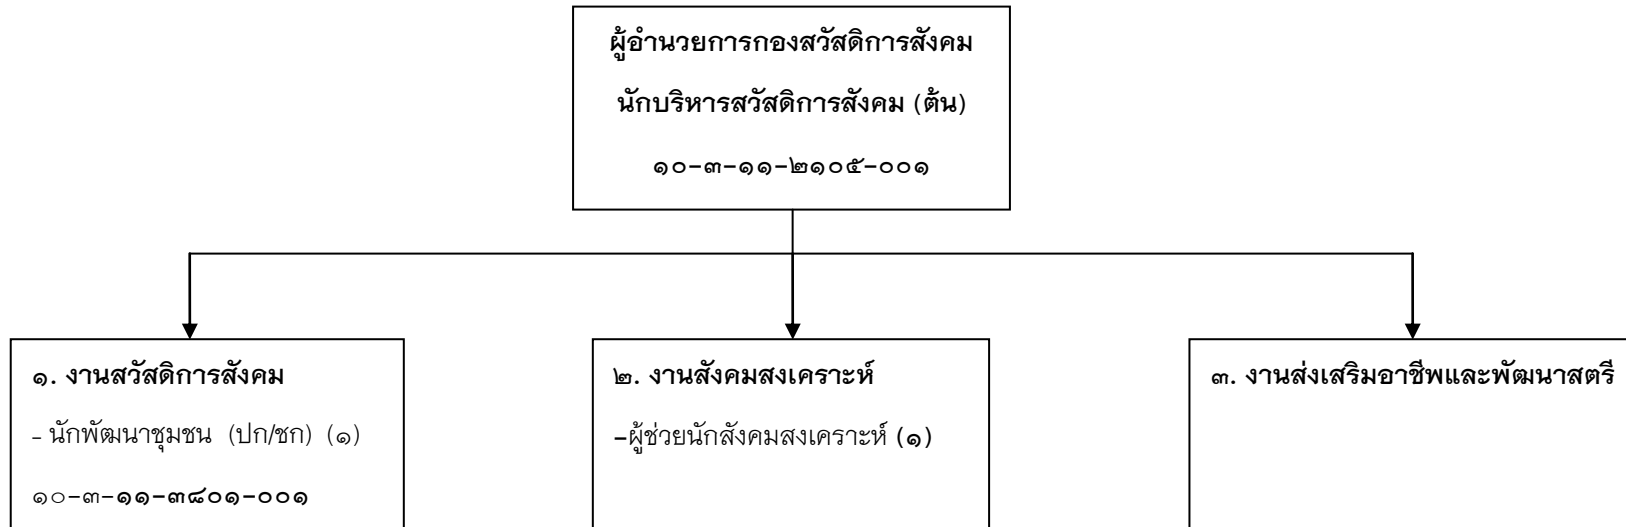 ผู้อำนวยการกองสวัสดิการสังคม
นักบริหารสวัสดิการสังคม (ต้น)
๑๐-๓-๑๑-๒๑๐๕-๐๐๑
๑. งานสวัสดิการสังคม
- นักพัฒนาชุมชน (ปก/ชก) (๑)
๑๐-๓-๑๑-๓๘๐๑-๐๐๑
๒. งานสังคมสงเคราะห์
-ผู้ช่วยนักสังคมสงเคราะห์ (๑)
๓. งานส่งเสริมอาชีพและพัฒนาสตรี